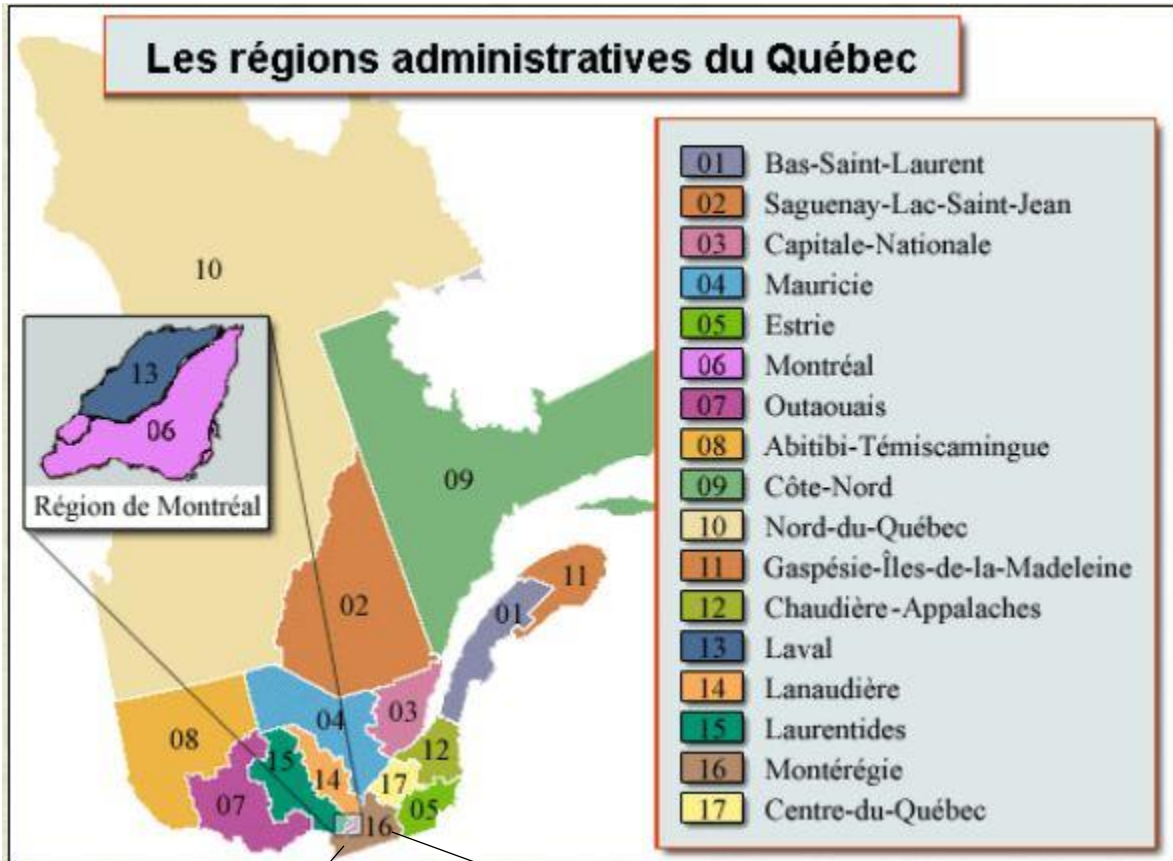 Les régions administratives du Québec
01 Bas-Saint-Laurent
02 Saguenay-Lac-Saint-Jean
03 Capitale-Nationale
04 Mauricie
05 Estrie
06 Montréal
07 Outaouais
08 Abitibi-Témiscamingue
09 Côte-Nord
10 Nord-du-Québec
11 Gaspésie-Îles-de-la-Madeleine
12 Chaudière-Appalaches
13 Laval
14 Lanaudière
15 Laurentides
16 Montérégie
17 Centre-du-Québec
10
13
06
Région de Montréal
09
11
02
01
03
04
08
12
15
14
17
07
05
16